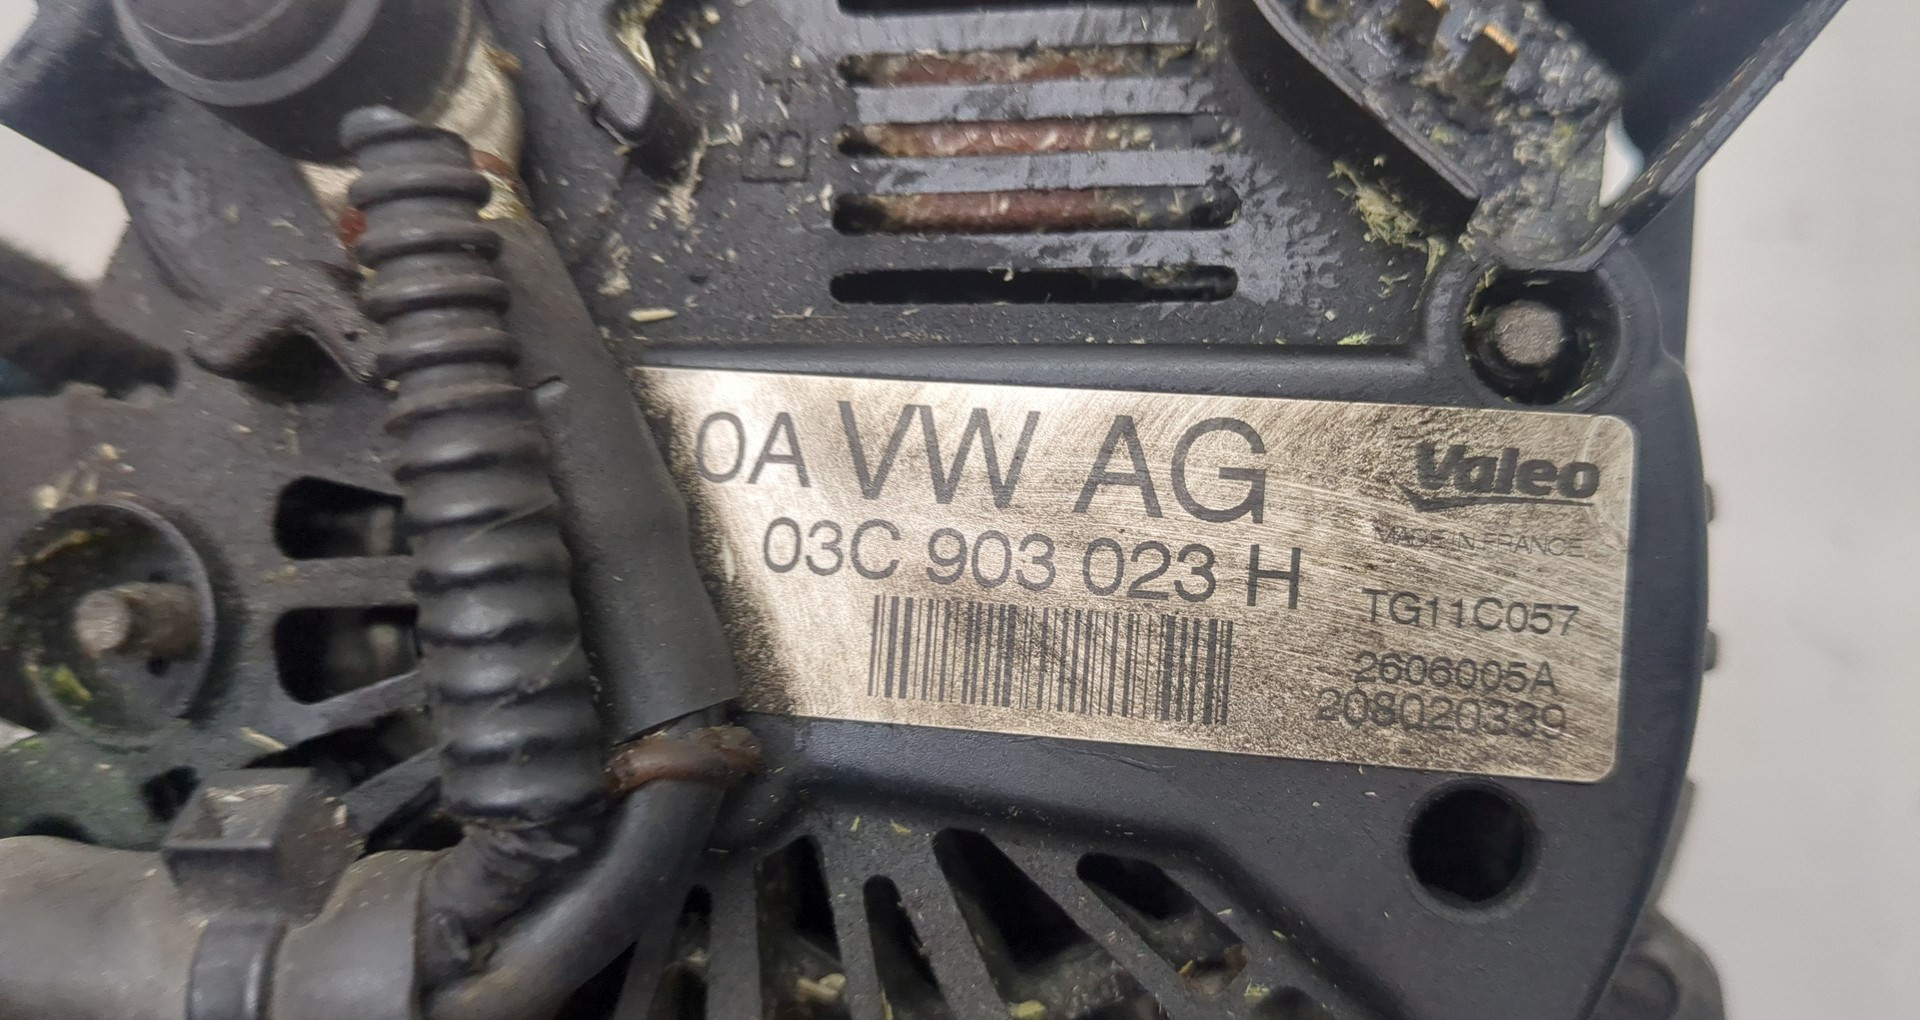 B+
0A VW AG
03C 903 023 H
Valeo
MADE IN FRANCE
TG11C057
2606005A
208020339